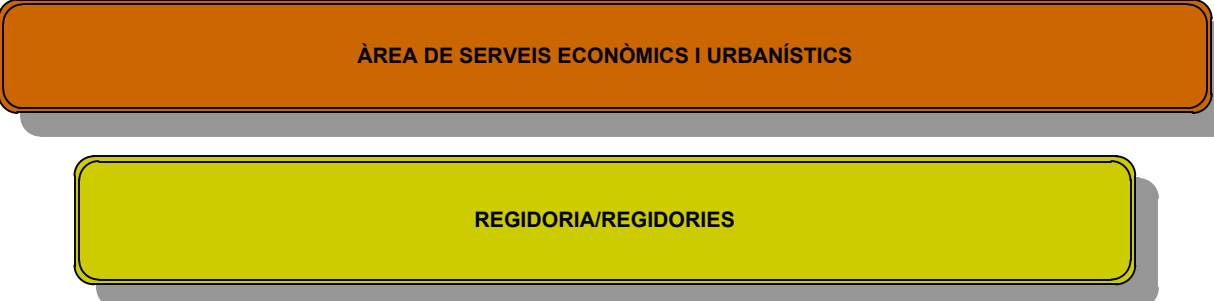 ÀREA DE SERVEIS ECONÒMICS I URBANÍSTICS
REGIDORIA/REGIDORIES